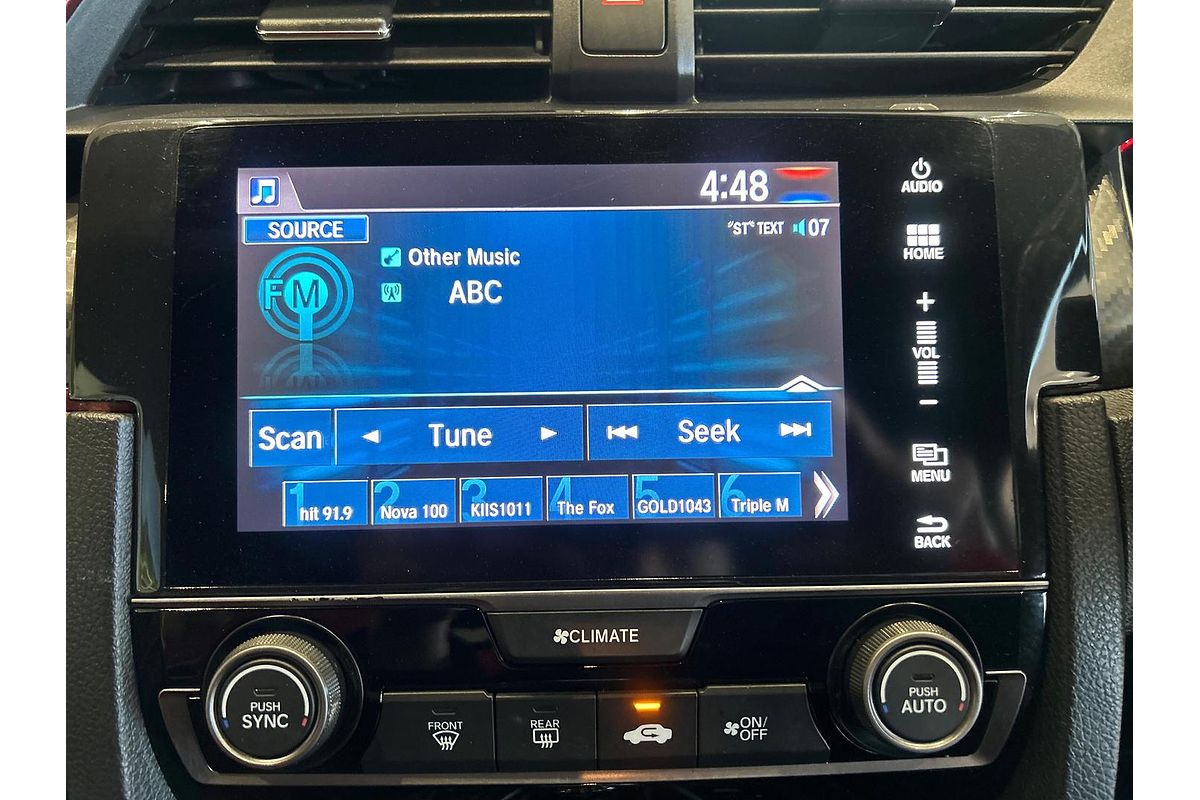 4:48
AUDIO
SOURCE
"ST" TEXT 07
Other Music
FM
ABC
HOME
+
VOL
−
Scan Tune Seek
MENU
1 hit 91.9
2 Nova 100
3 KIIS1011
4 The Fox
5 GOLD1043
6 Triple M
BACK
CLIMATE
PUSH
SYNC
FRONT
REAR
ON/
OFF
PUSH
AUTO